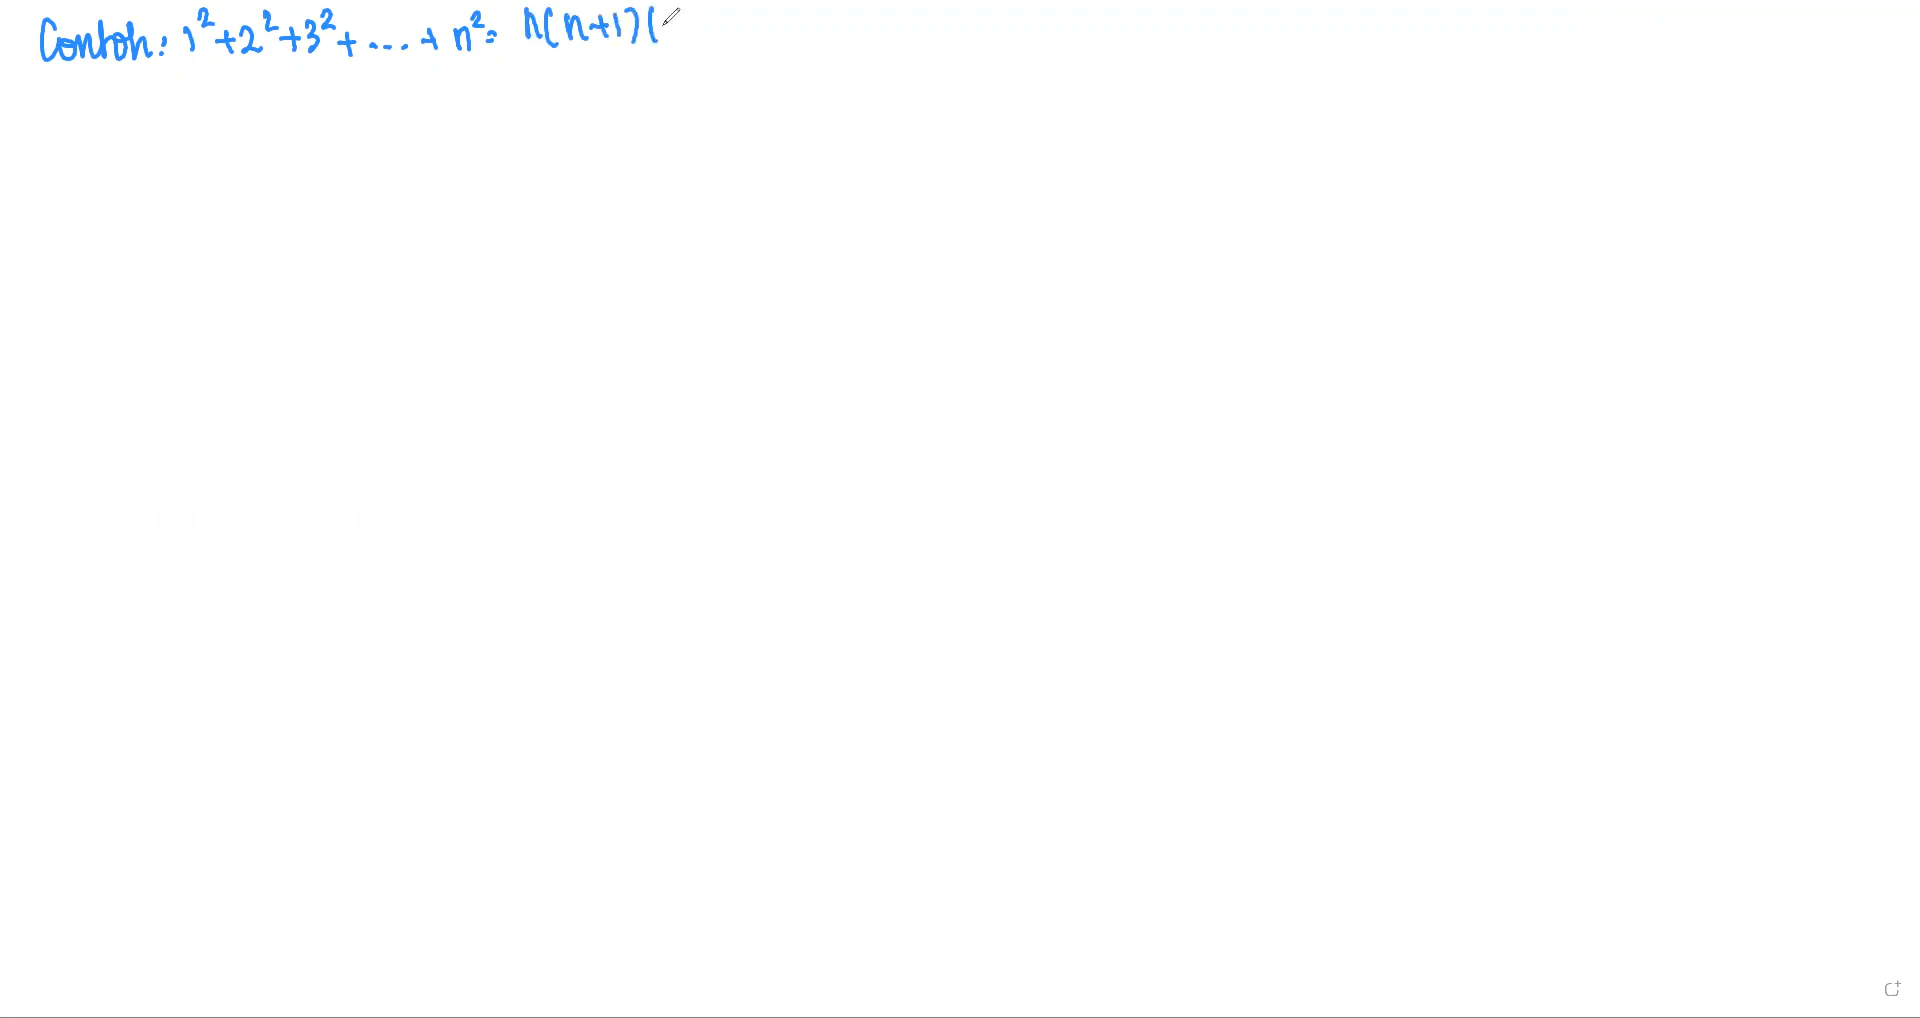 Contoh: 1²+2²+3²+....+n²= n(n+1)(